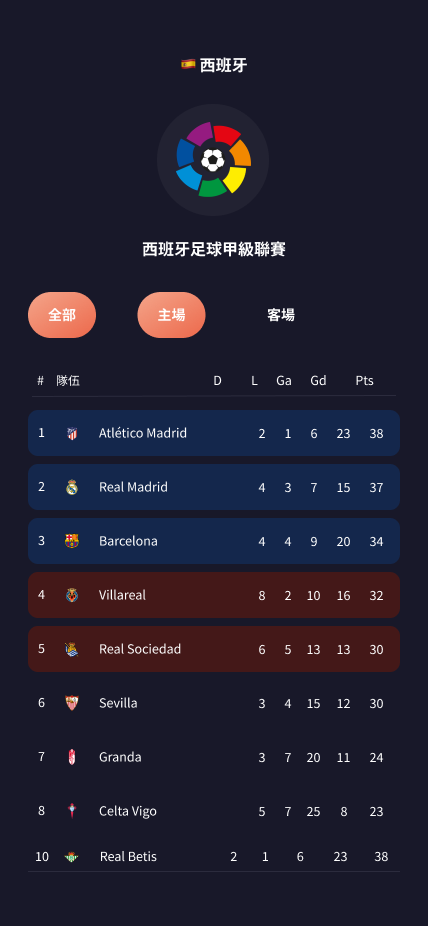 西班牙
西班牙足球甲級聯賽
全部 主場 客場
# 隊伍 D L Ga Gd Pts
1 Atlético Madrid 2 1 6 23 38
2 Real Madrid 4 3 7 15 37
3 Barcelona 4 4 9 20 34
4 Villareal 8 2 10 16 32
5 Real Sociedad 6 5 13 13 30
6 Sevilla 3 4 15 12 30
7 Granda 3 7 20 11 24
8 Celta Vigo 5 7 25 8 23
10 Real Betis 2 1 6 23 38